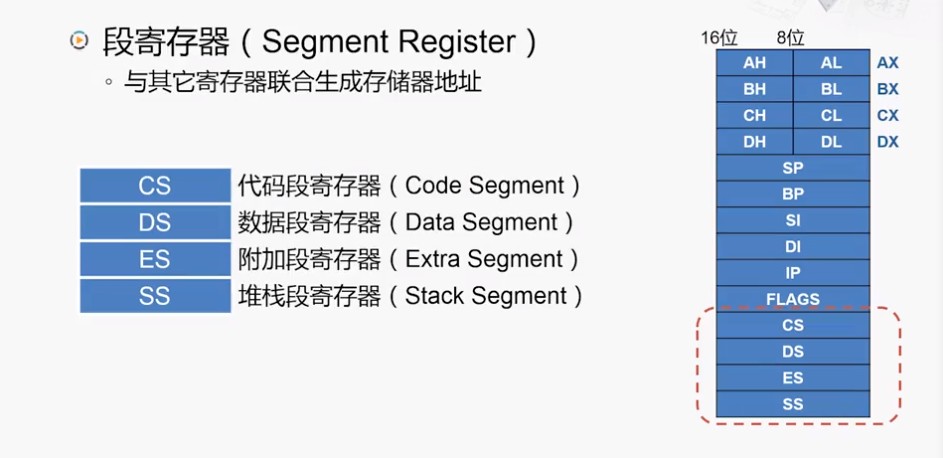 段寄存器（Segment Register）
与其它寄存器联合生成存储器地址
CS 代码段寄存器（Code Segment）
DS 数据段寄存器（Data Segment）
ES 附加段寄存器（Extra Segment）
SS 堆栈段寄存器（Stack Segment）
16位 8位
AH AL AX
BH BL BX
CH CL CX
DH DL DX
SP
BP
SI
DI
IP
FLAGS
CS
DS
ES
SS